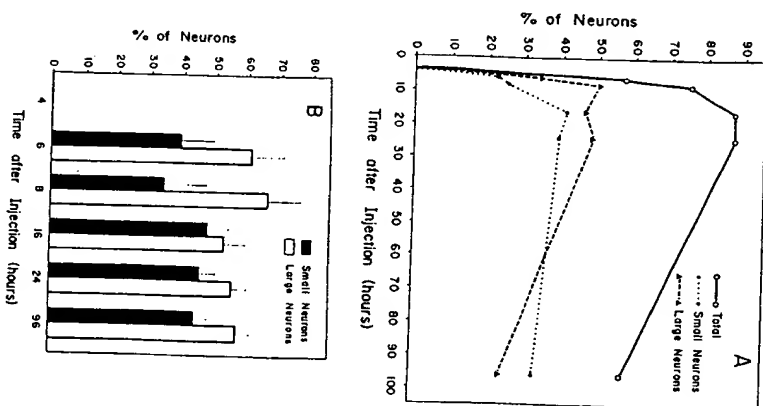 A
% of Neurons
90
80
70
60
50
40
30
20
0
Total
Small Neurons
Large Neurons
0 10 20 30 40 50 60 70 80 90 100
Time after Injection (hours)
B
% of Neurons
80
70
60
50
40
30
20
10
0
Small Neurons
Large Neurons
4 6 8 16 24 96
Time after Injection (hours)